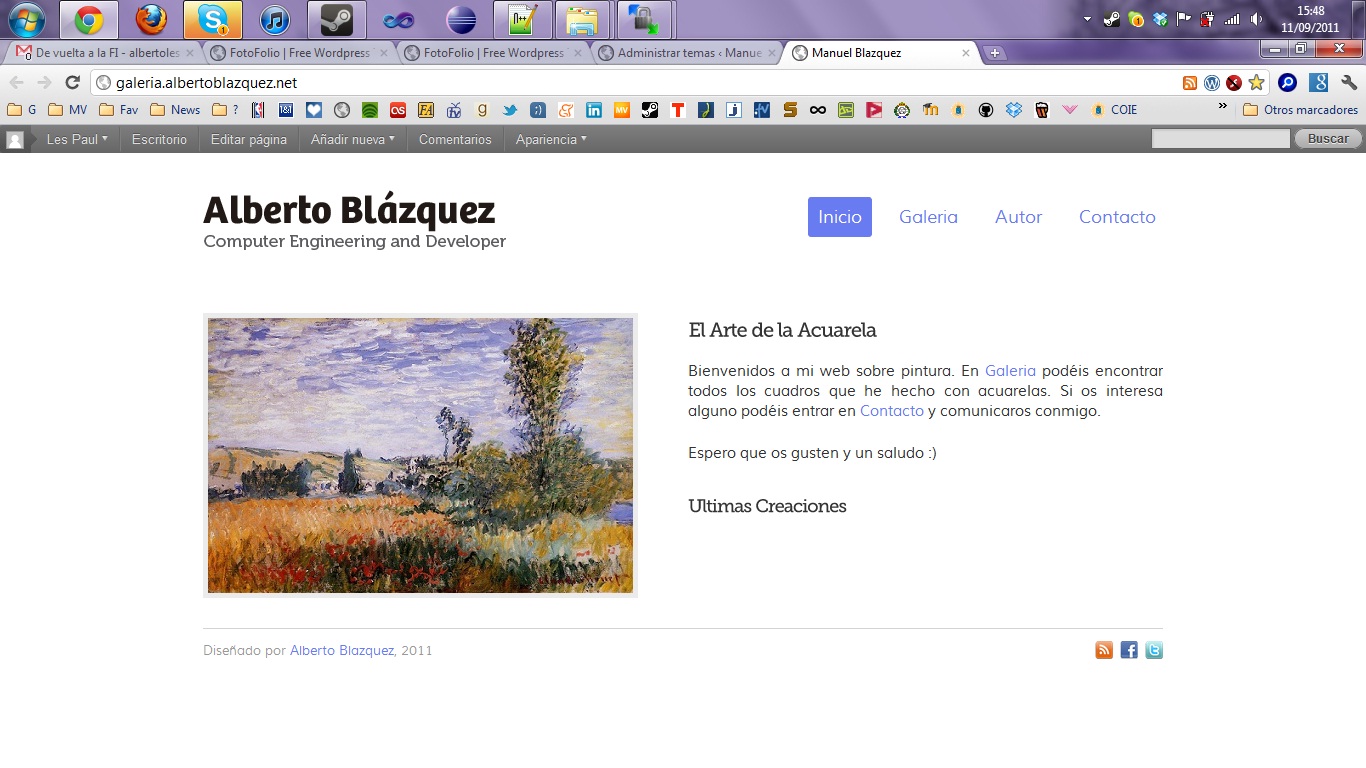 15:48
11/09/2011
De vuelta a la FI - albertoles
FotoFolio | Free Wordpress
FotoFolio | Free Wordpress
Administrar temas ‹ Manue
Manuel Blazquez
galeria.albertoblazquez.net
G MV Fav News ? COIE » Otros marcadores
Les Paul Escritorio Editar página Añadir nueva Comentarios Apariencia Buscar
Alberto Blázquez
Computer Engineering and Developer
Inicio Galeria Autor Contacto
El Arte de la Acuarela
Bienvenidos a mi web sobre pintura. En Galeria podéis encontrar
todos los cuadros que he hecho con acuarelas. Si os interesa
alguno podéis entrar en Contacto y comunicaros conmigo.
Espero que os gusten y un saludo :)
Ultimas Creaciones
Diseñado por Alberto Blazquez, 2011